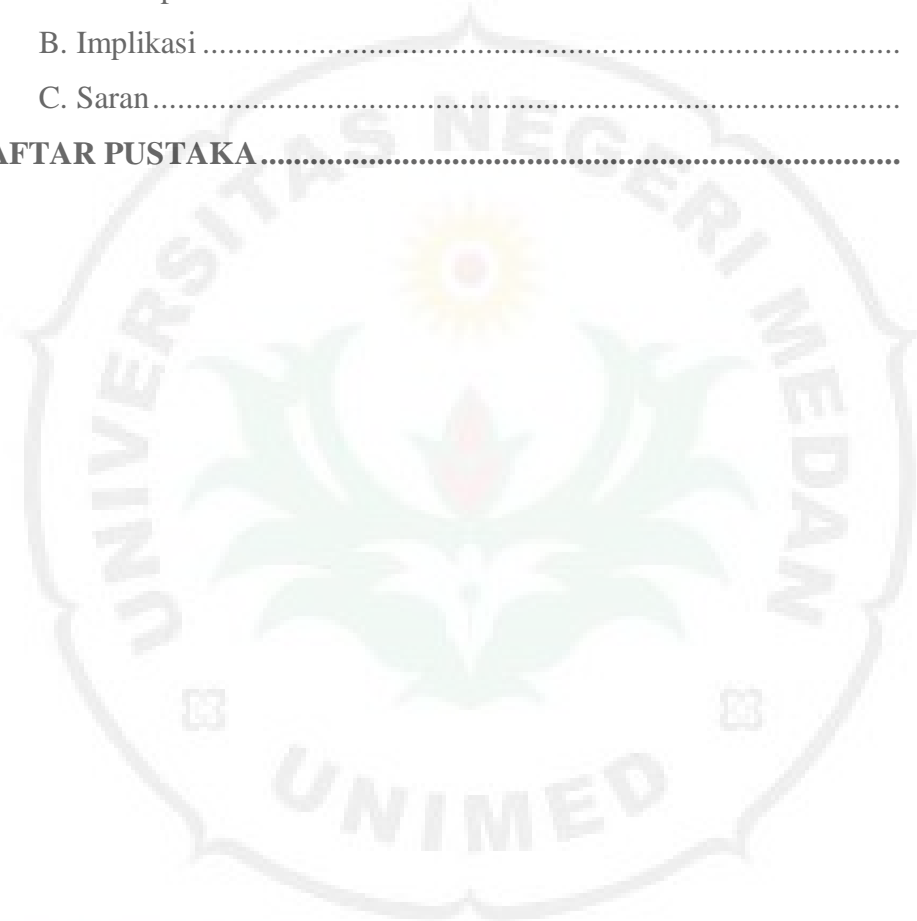 B. Implikasi ....................................................................................
C. Saran..........................................................................................
AFTAR PUSTAKA.............................................................................
UNIVERSITAS NEGERI MEDAN
UNIMED